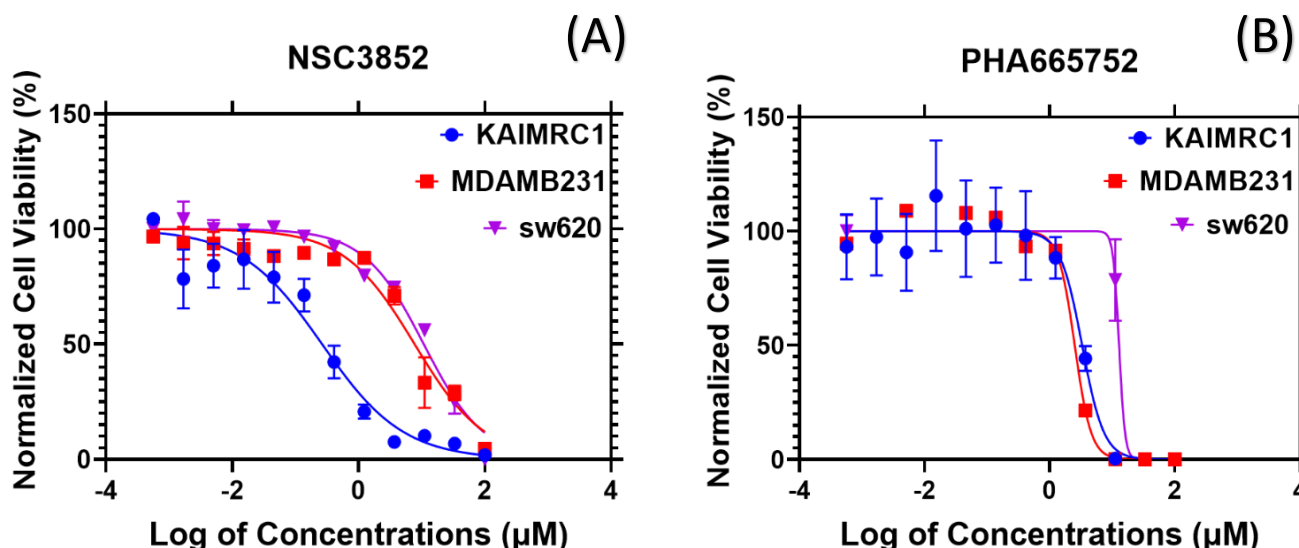 (A)
NSC3852
Normalized Cell Viability (%)
150
100
50
0
-4
-2
0
2
4
Log of Concentrations (µM)
KAIMRC1
MDAMB231
sw620
(B)
PHA665752
Normalized Cell Viability (%)
150
100
50
0
-4
-2
0
2
4
Log of Concentrations (µM)
KAIMRC1
MDAMB231
sw620